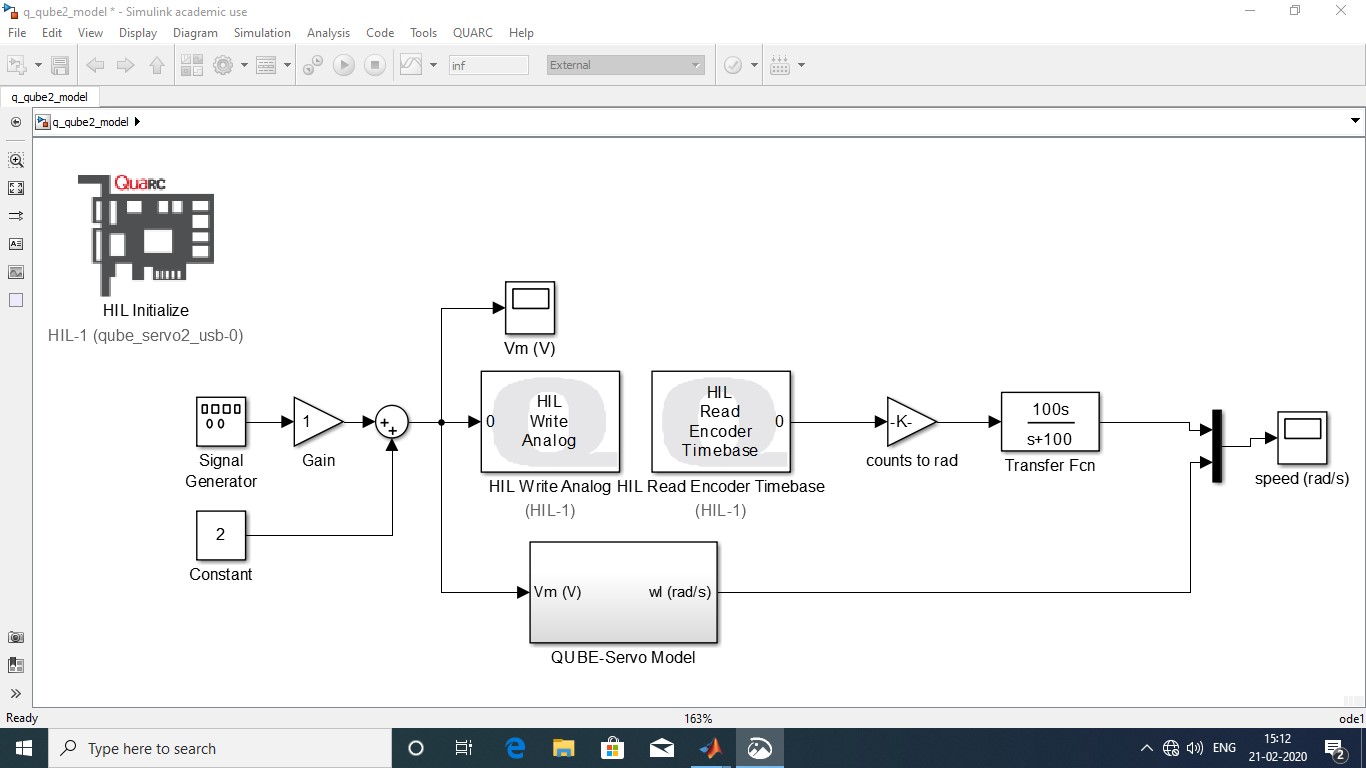 q_qube2_model * - Simulink academic use
File Edit View Display Diagram Simulation Analysis Code Tools QUARC Help
inf
External
q_qube2_model
q_qube2_model
QUARC
HIL Initialize
HIL-1 (qube_servo2_usb-0)
Vm (V)
Signal
Generator
1
Gain
+
+
0
HIL
Write
Analog
HIL Write Analog
(HIL-1)
HIL
Read
Encoder
Timebase
0
HIL Read Encoder Timebase
(HIL-1)
-K-
counts to rad
100s
s+100
Transfer Fcn
speed (rad/s)
2
Constant
Vm (V)
wl (rad/s)
QUBE-Servo Model
Ready
163%
ode1
Type here to search
ENG
15:12
21-02-2020
2